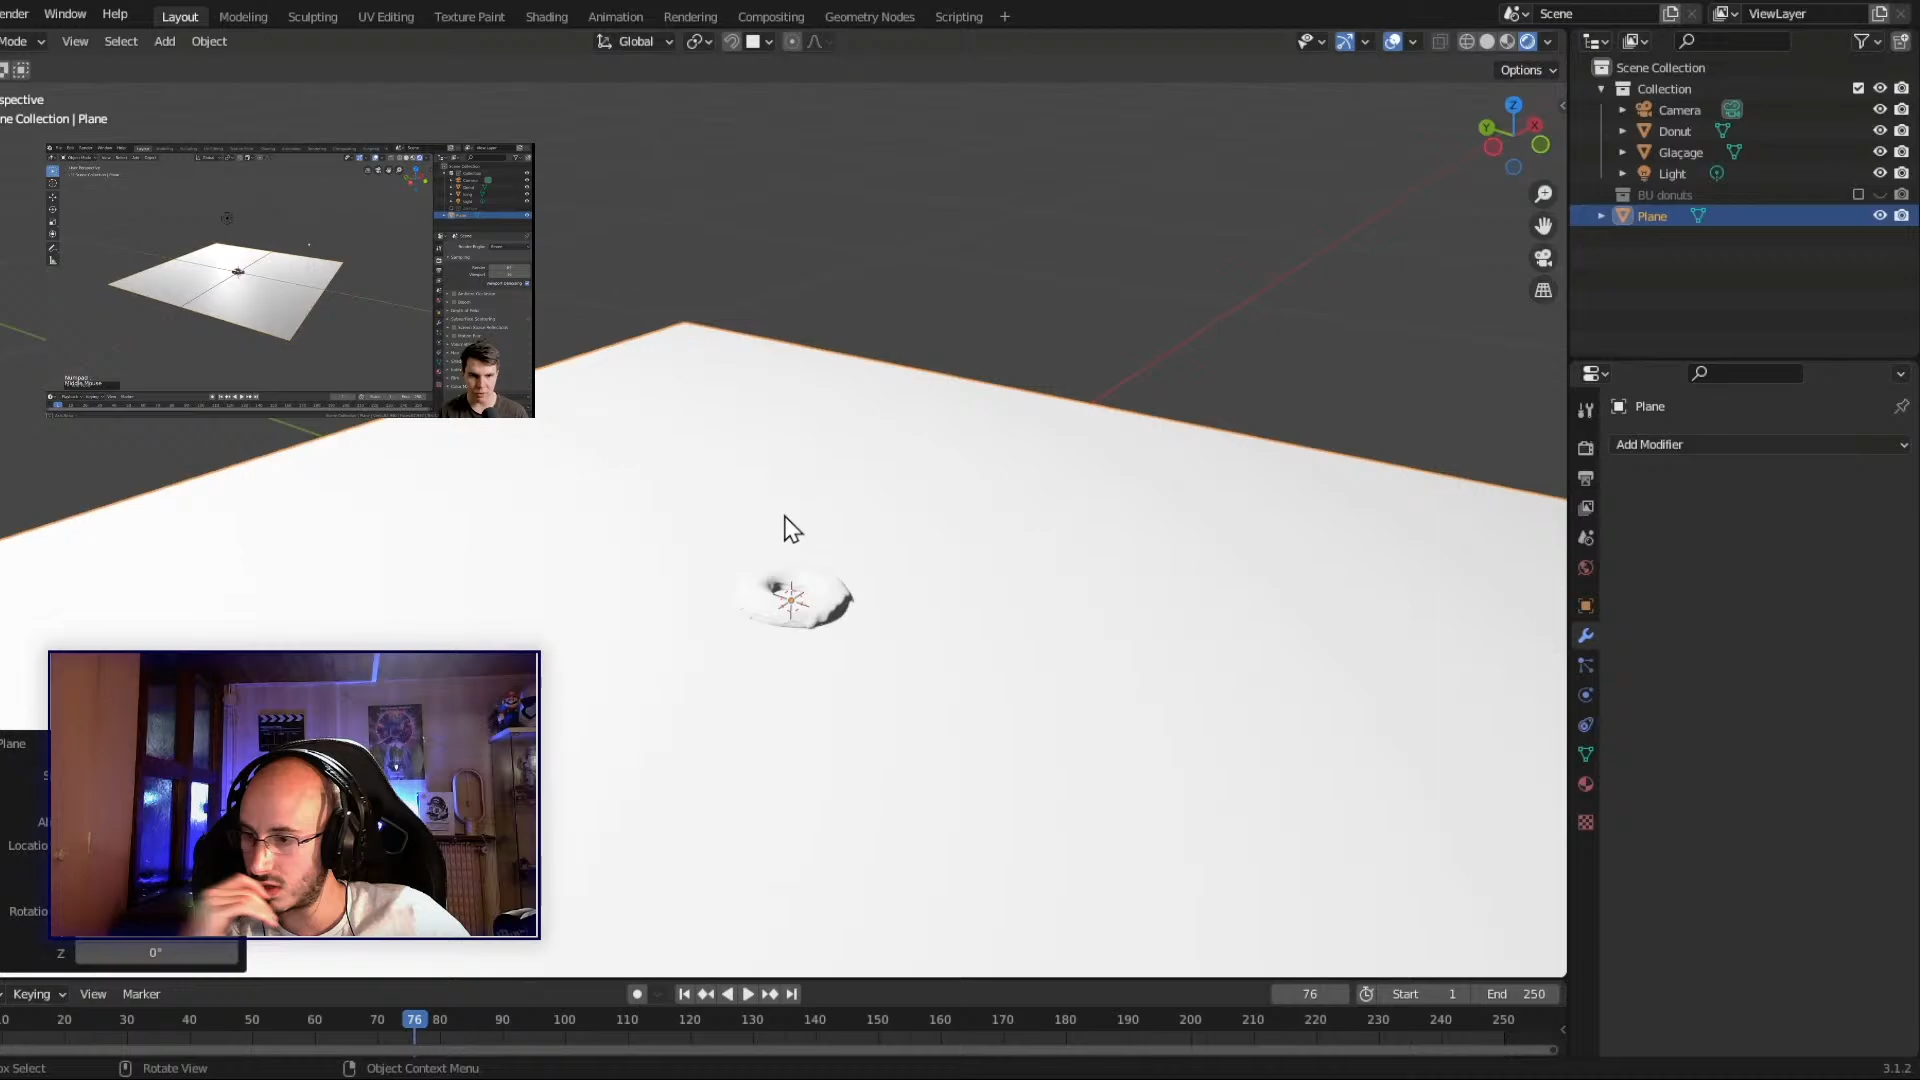 ender Window Help Layout Modeling Sculpting UV Editing Texture Paint Shading Animation Rendering Compositing Geometry Nodes Scripting + Scene ViewLayer
Mode View Select Add Object Global
Options
spective
ne Collection | Plane
Scene Collection
Collection
Camera
Donut
Glaçage
Light
BU donuts
Plane
Numpad
Middle Mouse
Plane
Add Modifier
Plane
Locatio
Rotatio
Z 0°
Keying View Marker 76 Start 1 End 250
20 30 40 50 60 70 76 80 90 100 110 120 130 140 150 160 170 180 190 200 210 220 230 240 250
ox Select Rotate View Object Context Menu 3.1.2